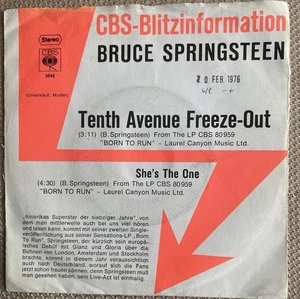 CBS-Blitzinformation
Stereo
BRUCE SPRINGSTEEN
CBS
3940
FEB. 1976
(Unverkäufl. Muster)
Tenth Avenue Freeze-Out
(3:11) (B. Springsteen) From The LP CBS 80959
"BORN TO RUN" - Laurel Canyon Music Ltd.
She's The One
(4:30) (B. Springsteen) From The LP CBS 80959
"BORN TO RUN" - Laurel Canyon Music Ltd.
„Amerikas Superstar der siebziger Jahre", von
dem man mittlerweile auch bei uns viel hören
und lesen kann, kommt mit seiner zweiten Single-
veröffentlichung aus seiner Sensations-LP „Born
To Run". Springsteen, der kürzlich sein europä-
isches Debut mit Glanz und Gloria über die
Bühnen von London, Amsterdam und Stockholm
brachte, kommt in diesem Jahr voraussichtlich
auch nach Deutschland, worauf sich die Fans
jetzt schon freuen können, denn Springsteen muß
man gesehen haben, sein Live-Act ist einmalig.